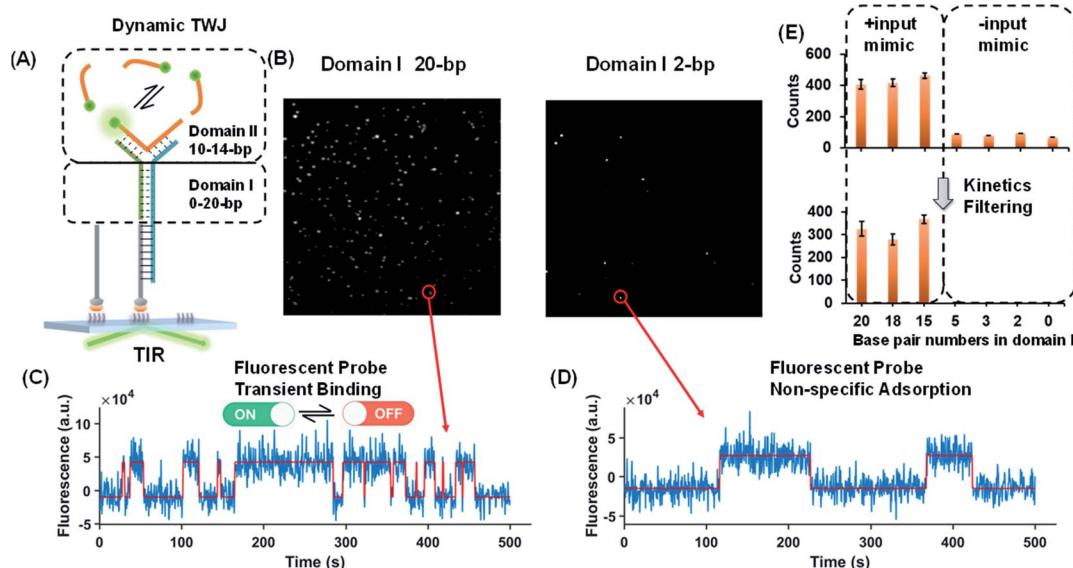 Dynamic TWJ
(A)
Domain II
10-14-bp
Domain I
0-20-bp
TIR
(B)
Domain I 20-bp
Domain I 2-bp
(E)
+input
mimic
-input
mimic
Counts
600
400
200
0
Kinetics
Filtering
Counts
400
300
200
100
0
20 18 15 5 3 2 0
Base pair numbers in domain I
(C)
Fluorescent Probe
Transient Binding
ON
OFF
×10⁴
Fluorescence (a.u.)
10
5
0
-5
0 100 200 300 400 500
Time (s)
(D)
Fluorescent Probe
Non-specific Adsorption
×10⁴
Fluorescence (a.u.)
5
0
-5
0 100 200 300 400 500
Time (s)